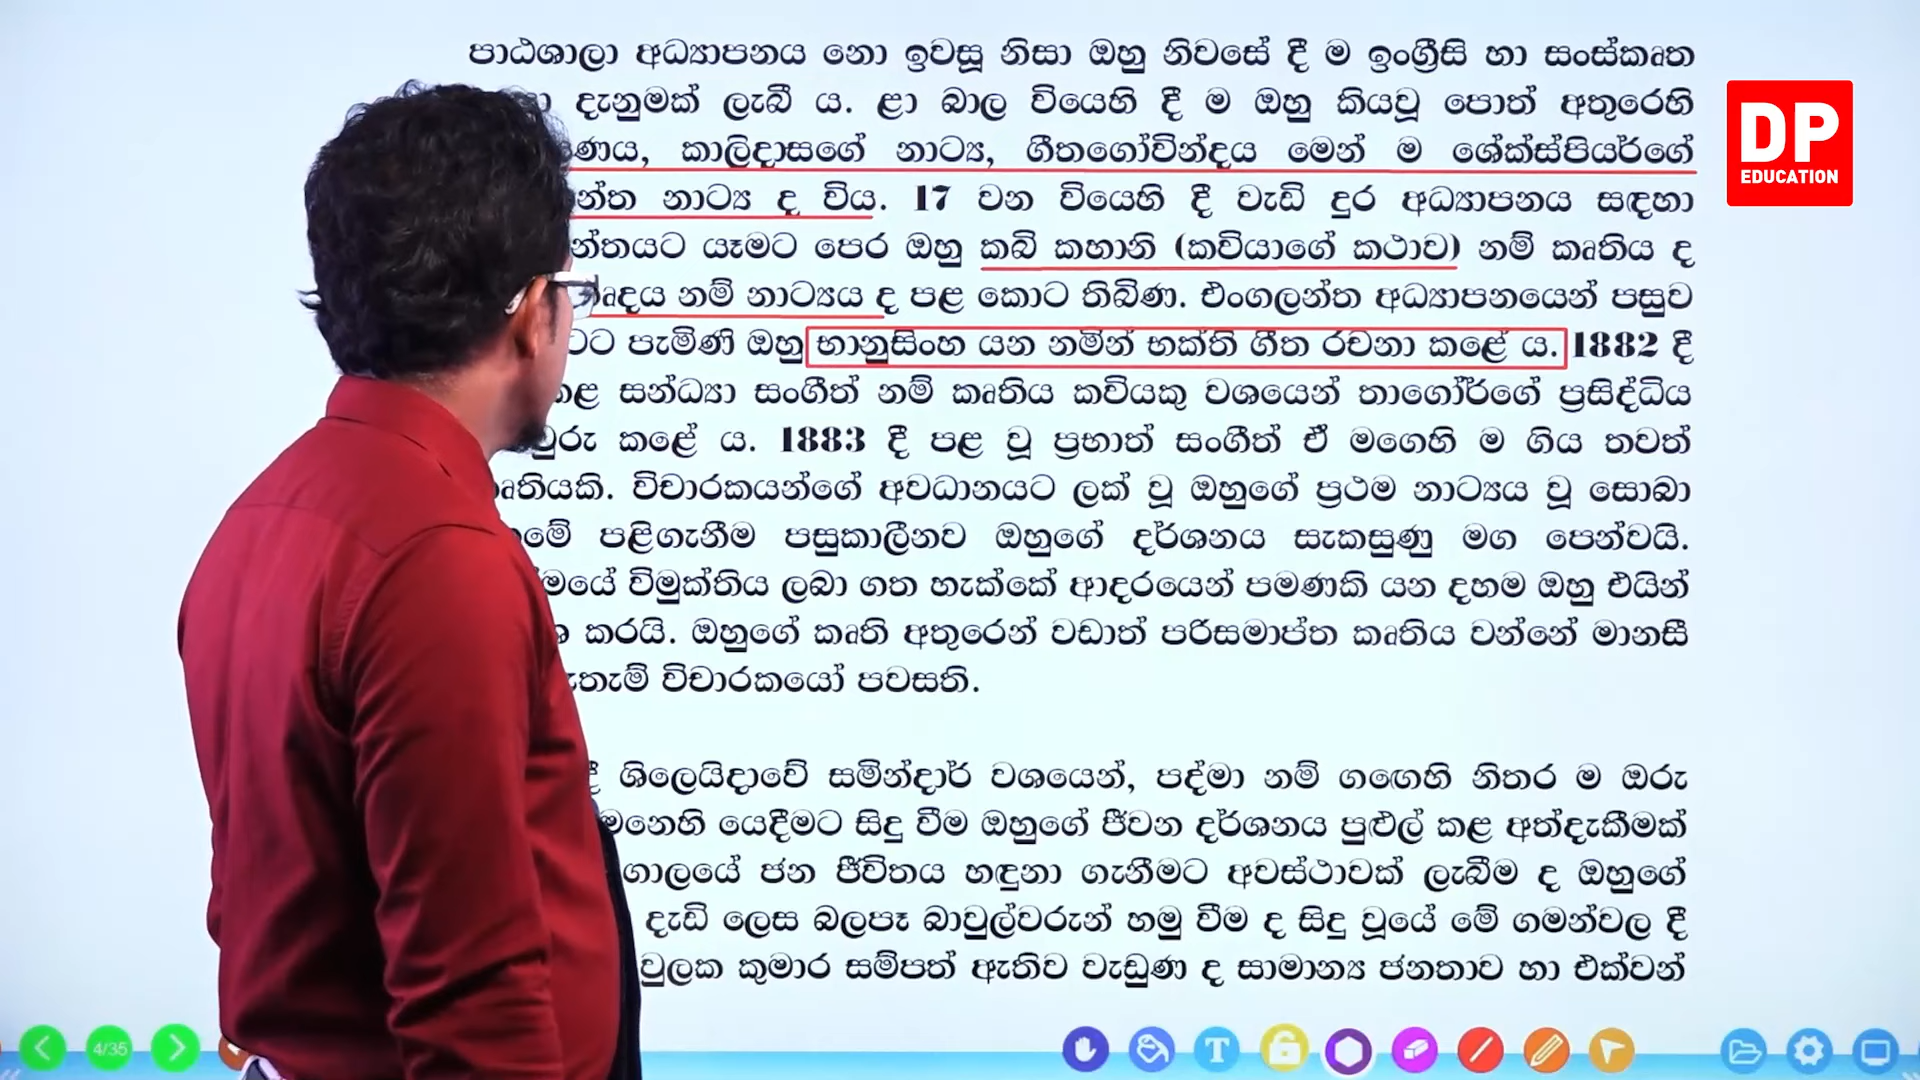 පාඨශාලා අධ්‍යාපනය නො ඉවසූ නිසා ඔහු නිවසේ දී ම ඉංග්‍රීසි හා සංස්කෘත
දැනුමක් ලැබී ය. ළා බාල වියෙහි දී ම ඔහු කියවූ පොත් අතුරෙහි
කාලිදාසගේ නාට්‍ය, ගීතගෝවින්දය මෙන් ම ශේක්ස්පියර්ගේ
නාට්‍ය ද විය. 17 වන වියෙහි දී වැඩි දුර අධ්‍යාපනය සඳහා
යෑමට පෙර ඔහු කබි කහානි (කවියාගේ කථාව) නම් කෘතිය ද
නම් නාට්‍යය ද පළ කොට තිබිණ. එංගලන්ත අධ්‍යාපනයෙන් පසුව
පැමිණි ඔහු භානුසිංහ යන නමින් භක්ති ගීත රචනා කළේ ය. 1882 දී
සන්ධ්‍යා සංගීත් නම් කෘතිය කවියකු වශයෙන් තාගෝර්ගේ ප්‍රසිද්ධිය
කළේ ය. 1883 දී පළ වූ ප්‍රභාත් සංගීත් ඒ මගෙහි ම ගිය තවත්
විචාරකයන්ගේ අවධානයට ලක් වූ ඔහුගේ ප්‍රථම නාට්‍යය වූ සොබා
පළිගැනීම පසුකාලීනව ඔහුගේ දර්ශනය සැකසුණු මග පෙන්වයි.
විමුක්තිය ලබා ගත හැක්කේ ආදරයෙන් පමණකි යන දහම ඔහු එයින්
කරයි. ඔහුගේ කෘති අතුරෙන් වඩාත් පරිසමාප්ත කෘතිය වන්නේ මානසී
විචාරකයෝ පවසති.
ශිලෙයිදාවේ සමින්දාර් වශයෙන්, පද්මා නම් ගඟෙහි නිතර ම ඔරු
යෙදීමට සිදු වීම ඔහුගේ ජීවන දර්ශනය පුළුල් කළ අත්දැකීමක්
ජන ජීවිතය හඳුනා ගැනීමට අවස්ථාවක් ලැබීම ද ඔහුගේ
දැඩි ලෙස බලපෑ බාවුල්වරුන් හමු වීම ද සිදු වූයේ මේ ගමන්වල දී
කුමාර සම්පත් ඇතිව වැඩුණ ද සාමාන්‍ය ජනතාව හා එක්වන්
DP
EDUCATION
4/35
T